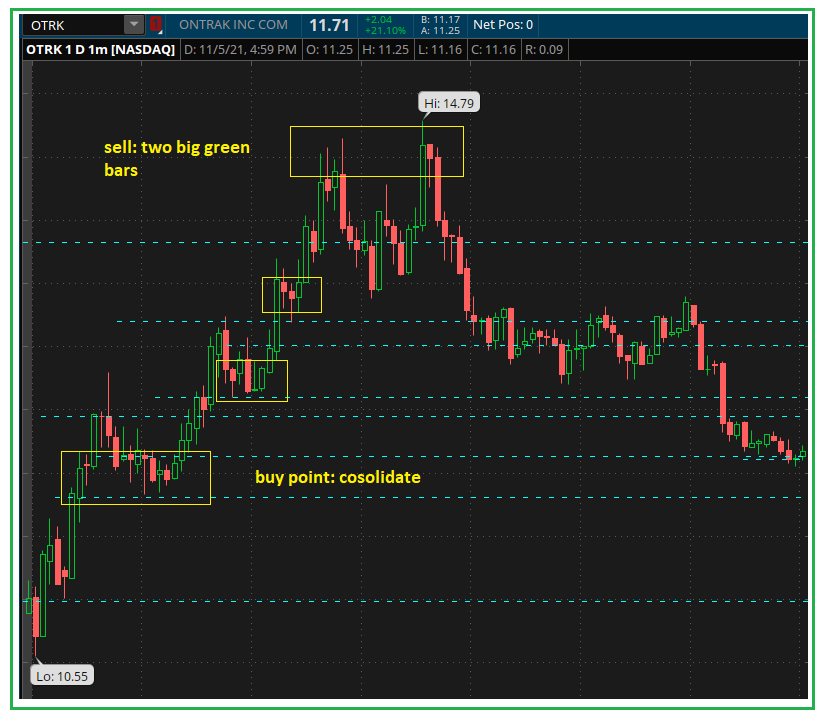 OTRK ONTRAK INC COM 11.71 +2.04 B: 11.17 Net Pos: 0
+21.10% A: 11.25
OTRK 1 D 1m [NASDAQ] D: 11/5/21, 4:59 PM O: 11.25 H: 11.25 L: 11.16 C: 11.16 R: 0.09
Hi: 14.79
sell: two big green
bars
buy point: cosolidate
Lo: 10.55